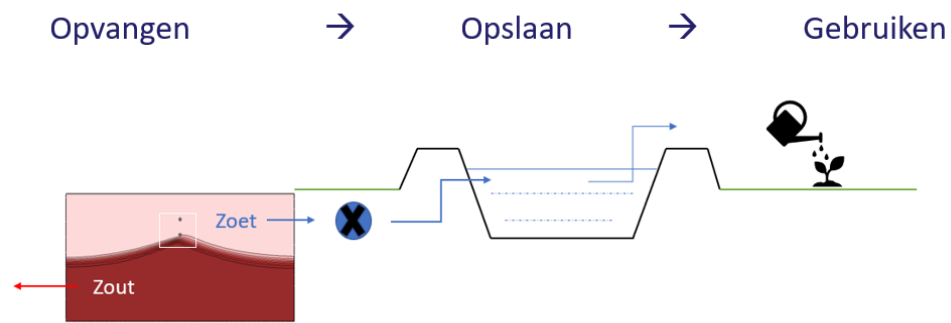 Opvangen → Opslaan → Gebruiken
Zoet
X
Zout